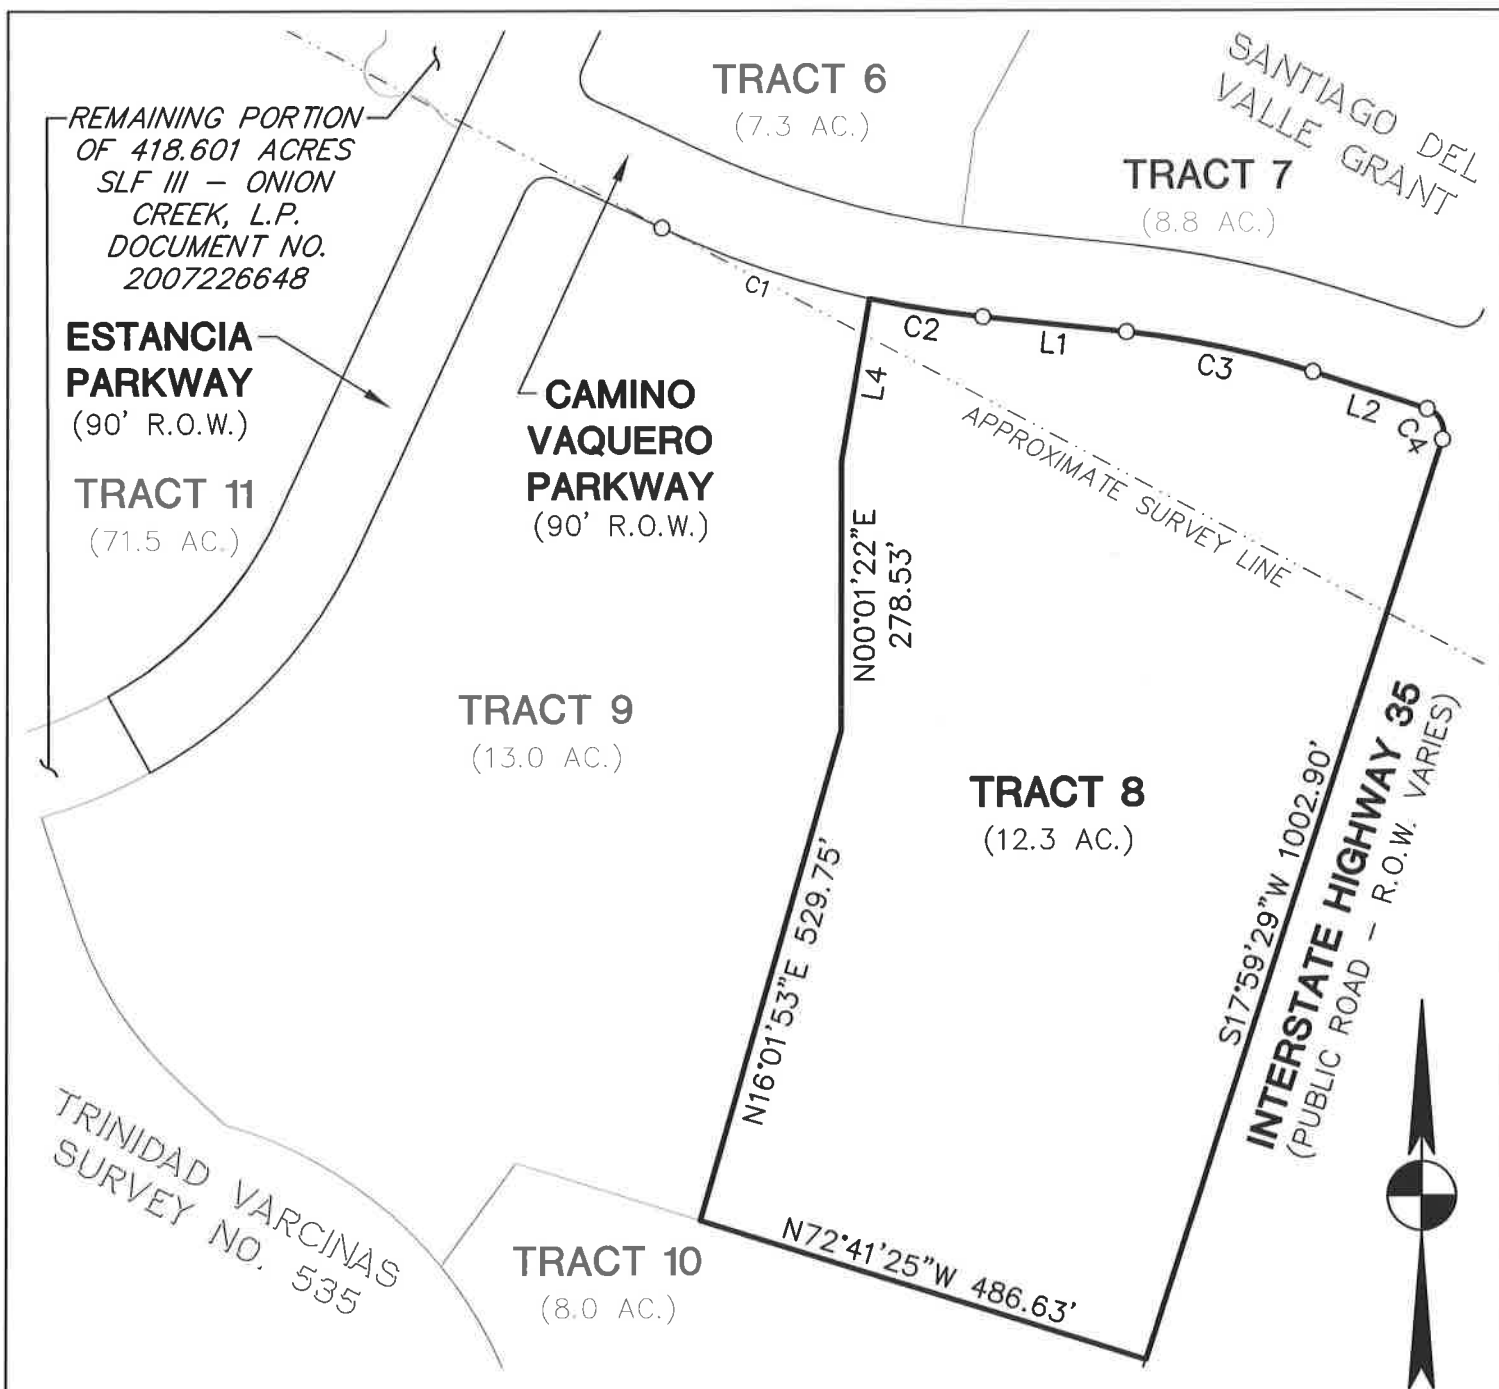 TRACT 6
(7.3 AC.)
SANTIAGO DEL
VALLE GRANT
REMAINING PORTION
OF 418.601 ACRES
SLF III – ONION
CREEK, L.P.
DOCUMENT NO.
2007226648
TRACT 7
(8.8 AC.)
ESTANCIA
PARKWAY
(90' R.O.W.)
C1
C2
L1
C3
L2
C4
L4
CAMINO
VAQUERO
PARKWAY
(90' R.O.W.)
APPROXIMATE SURVEY LINE
TRACT 11
(71.5 AC.)
N00°01'22"E
278.53'
TRACT 9
(13.0 AC.)
TRACT 8
(12.3 AC.)
INTERSTATE HIGHWAY 35
(PUBLIC ROAD – R.O.W. VARIES)
S17°59'29"W 1002.90'
N16°01'53"E 529.75'
TRINIDAD VARCINAS
SURVEY NO. 535
TRACT 10
(8.0 AC.)
N72°41'25"W 486.63'